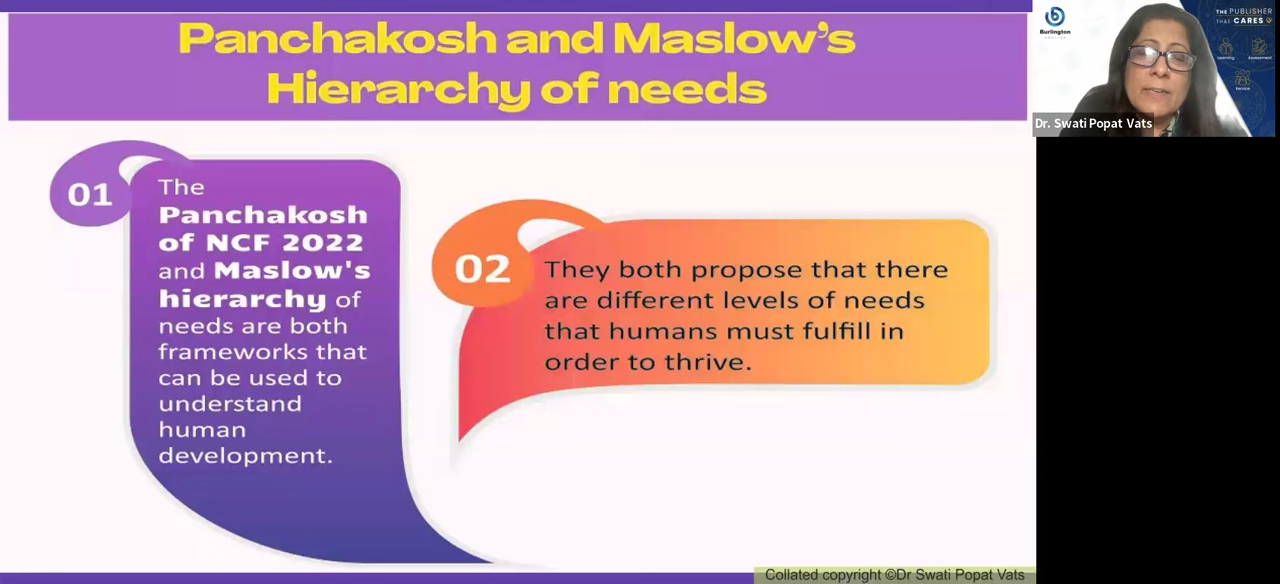 Panchakosh and Maslow's
Hierarchy of needs
01
The
Panchakosh
of NCF 2022
and Maslow's
hierarchy of
needs are both
frameworks that
can be used to
understand
human
development.
02
They both propose that there
are different levels of needs
that humans must fulfill in
order to thrive.
Collated copyright ©Dr Swati Popat Vats
Burlington
THE PUBLISHER
THAT CARES
Learning
Assessment
Service
Dr. Swati Popat Vats